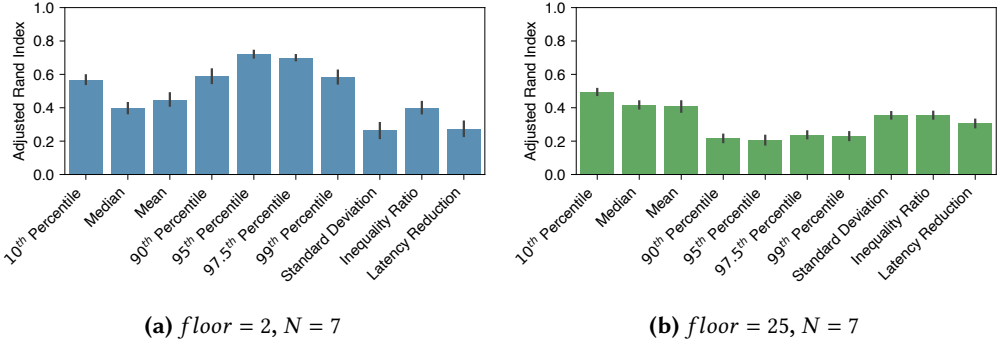 Adjusted Rand Index
1.0
0.8
0.6
0.4
0.2
0.0
10th Percentile
Median
Mean
90th Percentile
95th Percentile
97.5th Percentile
99th Percentile
Standard Deviation
Inequality Ratio
Latency Reduction
(a) floor = 2, N = 7
Adjusted Rand Index
1.0
0.8
0.6
0.4
0.2
0.0
10th Percentile
Median
Mean
90th Percentile
95th Percentile
97.5th Percentile
99th Percentile
Standard Deviation
Inequality Ratio
Latency Reduction
(b) floor = 25, N = 7